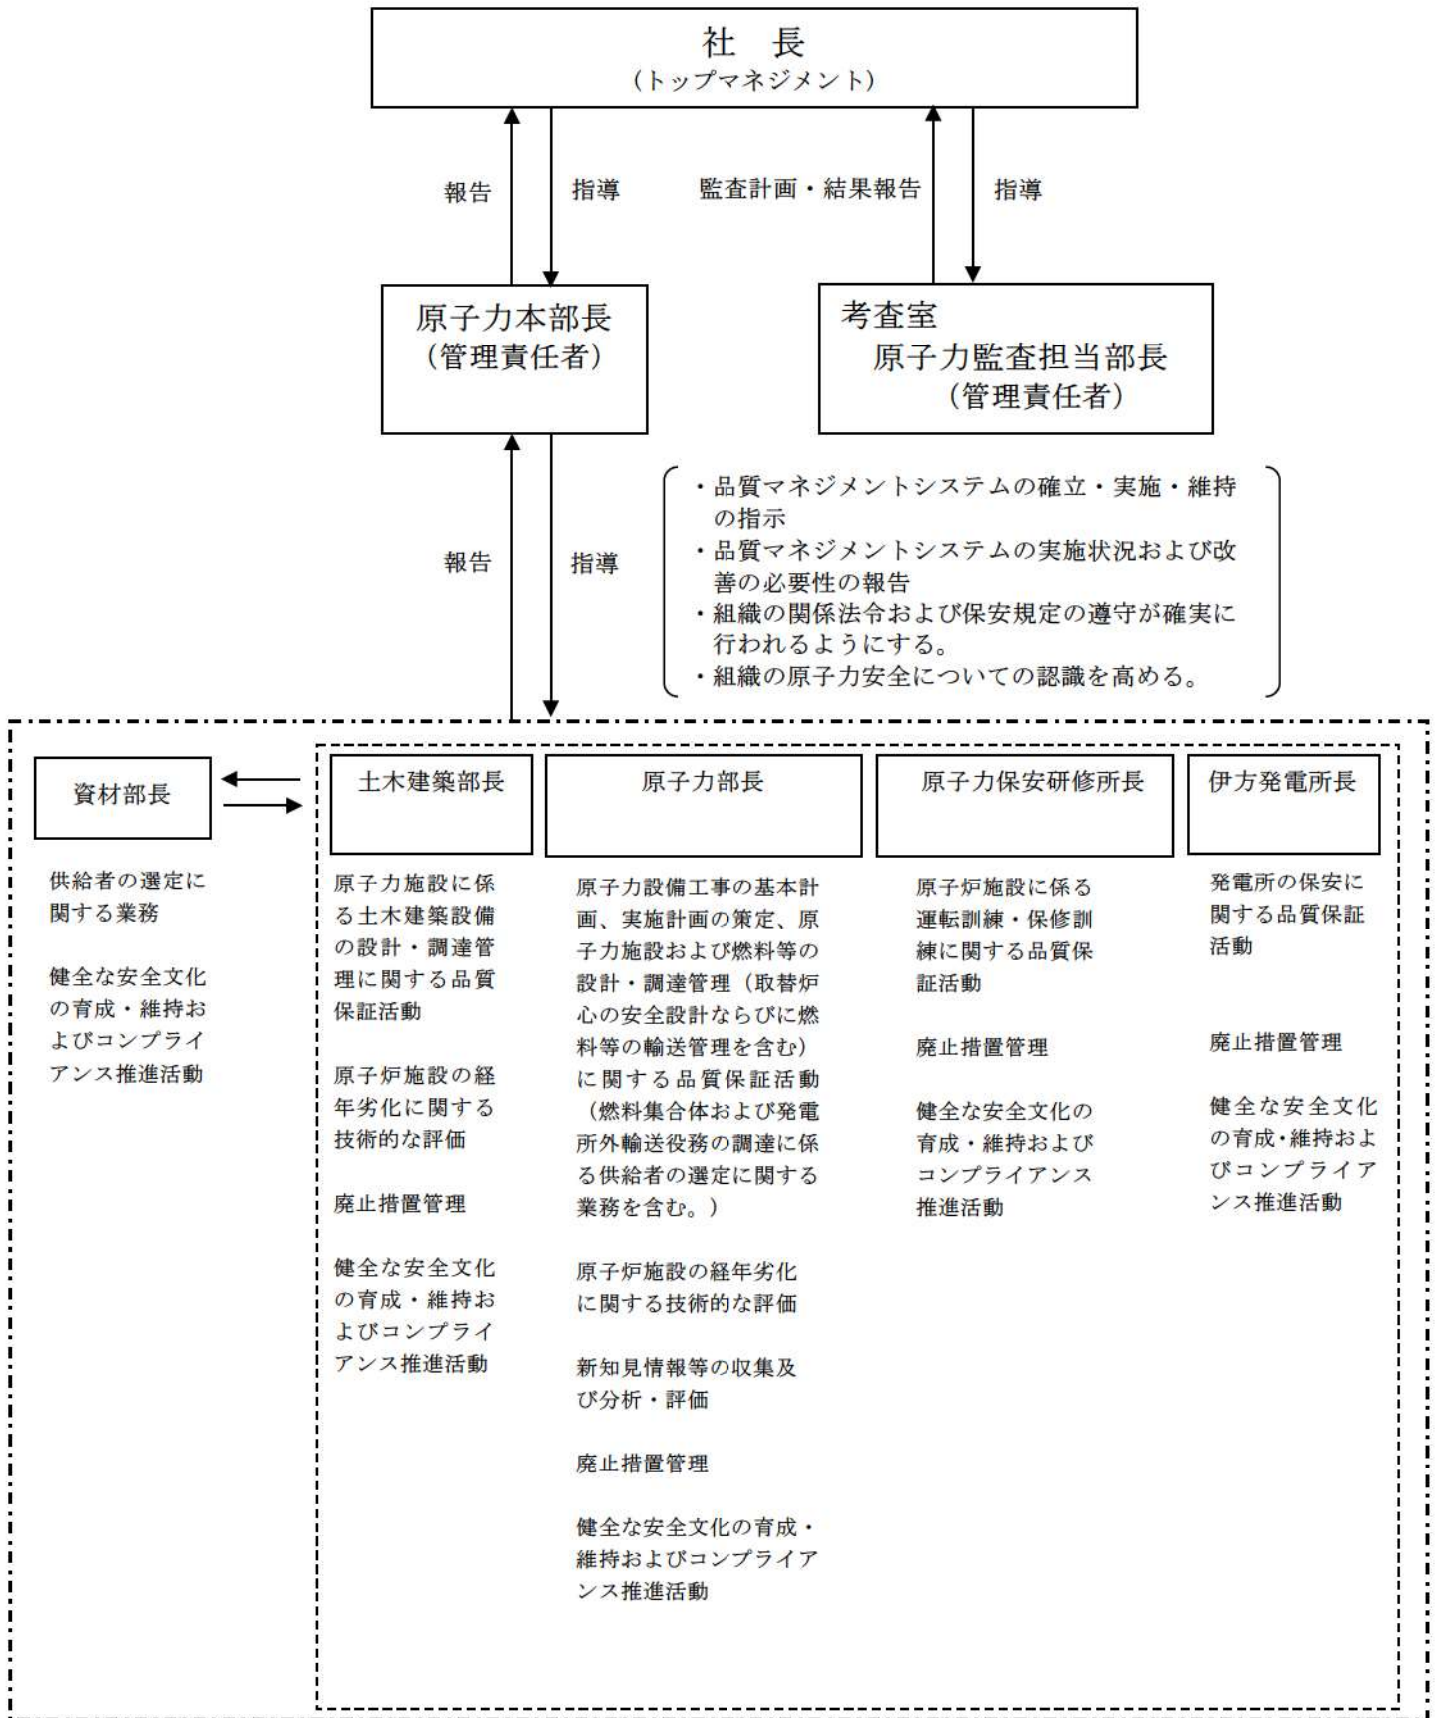 社　長
（トップマネジメント）
報告
指導
監査計画・結果報告
指導
原子力本部長
（管理責任者）
考査室
原子力監査担当部長
（管理責任者）
・品質マネジメントシステムの確立・実施・維持
の指示
・品質マネジメントシステムの実施状況および改
善の必要性の報告
・組織の関係法令および保安規定の遵守が確実に
行われるようにする。
・組織の原子力安全についての認識を高める。
報告
指導
資材部長
供給者の選定に
関する業務
健全な安全文化
の育成・維持お
よびコンプライ
アンス推進活動
土木建築部長
原子力施設に係
る土木建築設備
の設計・調達管
理に関する品質
保証活動
原子炉施設の経
年劣化に関する
技術的な評価
廃止措置管理
健全な安全文化
の育成・維持お
よびコンプライ
アンス推進活動
原子力部長
原子力設備工事の基本計
画、実施計画の策定、原
子力施設および燃料等の
設計・調達管理（取替炉
心の安全設計ならびに燃
料等の輸送管理を含む）
に関する品質保証活動
（燃料集合体および発電
所外輸送役務の調達に係
る供給者の選定に関する
業務を含む。）
原子炉施設の経年劣化
に関する技術的な評価
新知見情報等の収集及
び分析・評価
廃止措置管理
健全な安全文化の育成・
維持およびコンプライア
ンス推進活動
原子力保安研修所長
原子炉施設に係る
運転訓練・保修訓
練に関する品質保
証活動
廃止措置管理
健全な安全文化の
育成・維持および
コンプライアンス
推進活動
伊方発電所長
発電所の保安に
関する品質保証
活動
廃止措置管理
健全な安全文化
の育成・維持およ
びコンプライア
ンス推進活動